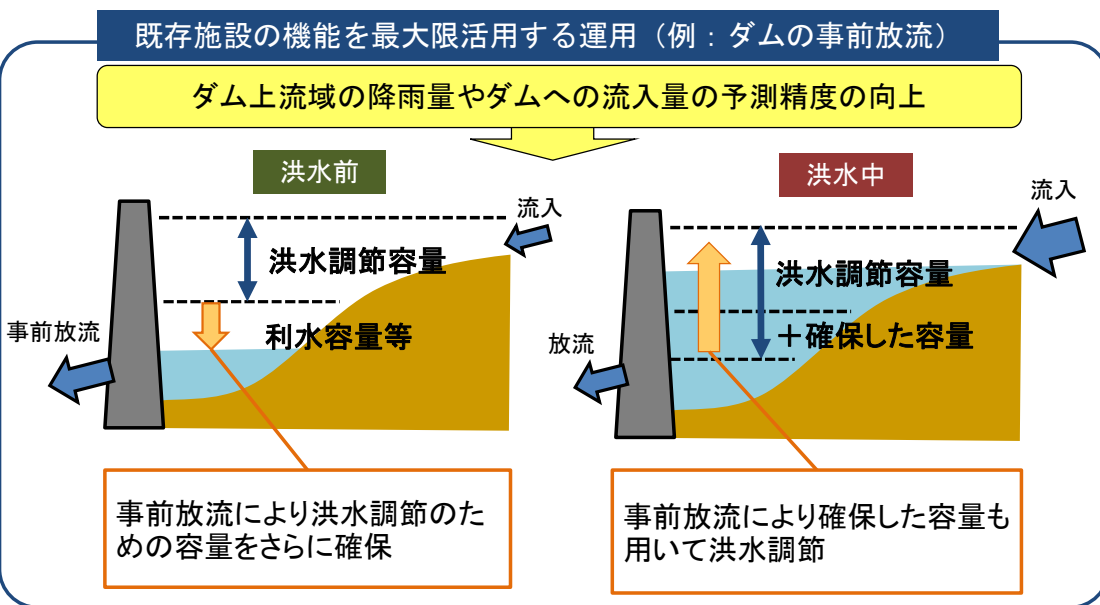 既存施設の機能を最大限活用する運用（例：ダムの事前放流）
ダム上流域の降雨量やダムへの流入量の予測精度の向上
洪水前
流入
洪水調節容量
利水容量等
事前放流
事前放流により洪水調節のた
めの容量をさらに確保
洪水中
流入
洪水調節容量
＋確保した容量
放流
事前放流により確保した容量も
用いて洪水調節